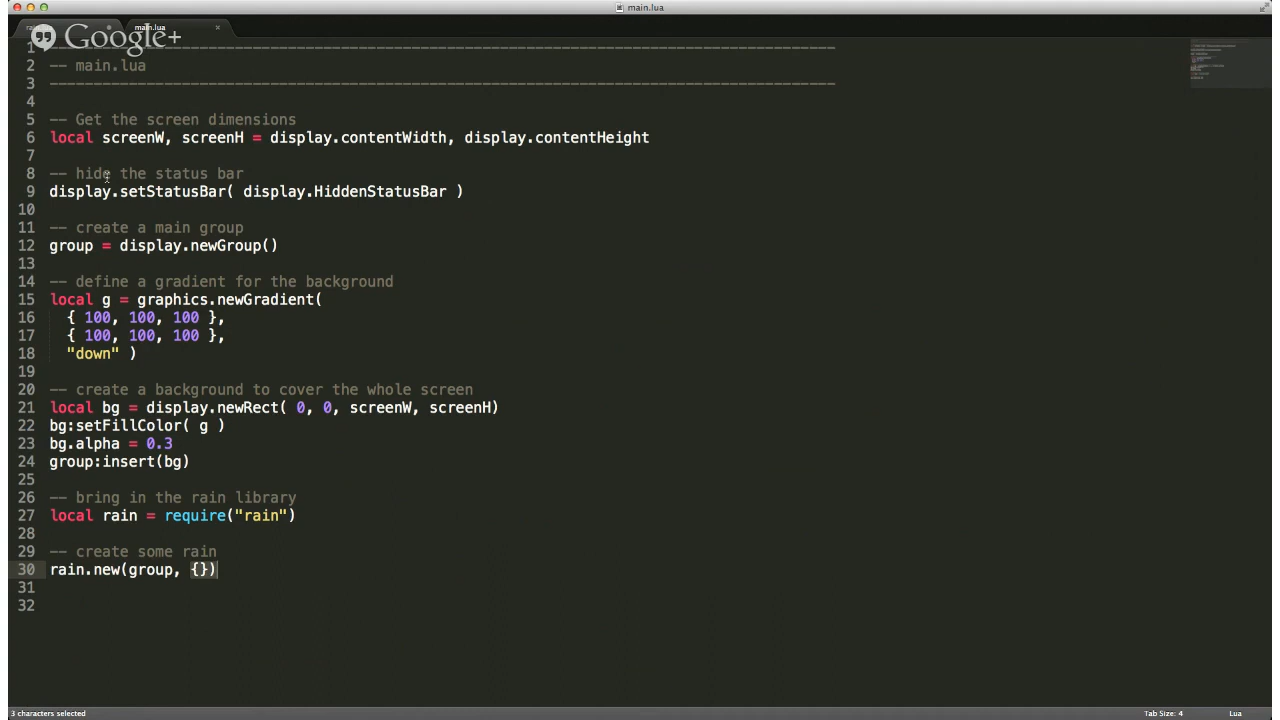 main.lua
main.lua
Google+
1 --------------------------------------------------------------------------------
2 -- main.lua
3 --------------------------------------------------------------------------------
4
5 -- Get the screen dimensions
6 local screenW, screenH = display.contentWidth, display.contentHeight
7
8 -- hide the status bar
9 display.setStatusBar( display.HiddenStatusBar )
10
11 -- create a main group
12 group = display.newGroup()
13
14 -- define a gradient for the background
15 local g = graphics.newGradient(
16 { 100, 100, 100 },
17 { 100, 100, 100 },
18 "down" )
19
20 -- create a background to cover the whole screen
21 local bg = display.newRect( 0, 0, screenW, screenH)
22 bg:setFillColor( g )
23 bg.alpha = 0.3
24 group:insert(bg)
25
26 -- bring in the rain library
27 local rain = require("rain")
28
29 -- create some rain
30 rain.new(group, {})
31
32
3 characters selected
Tab Size: 4
Lua